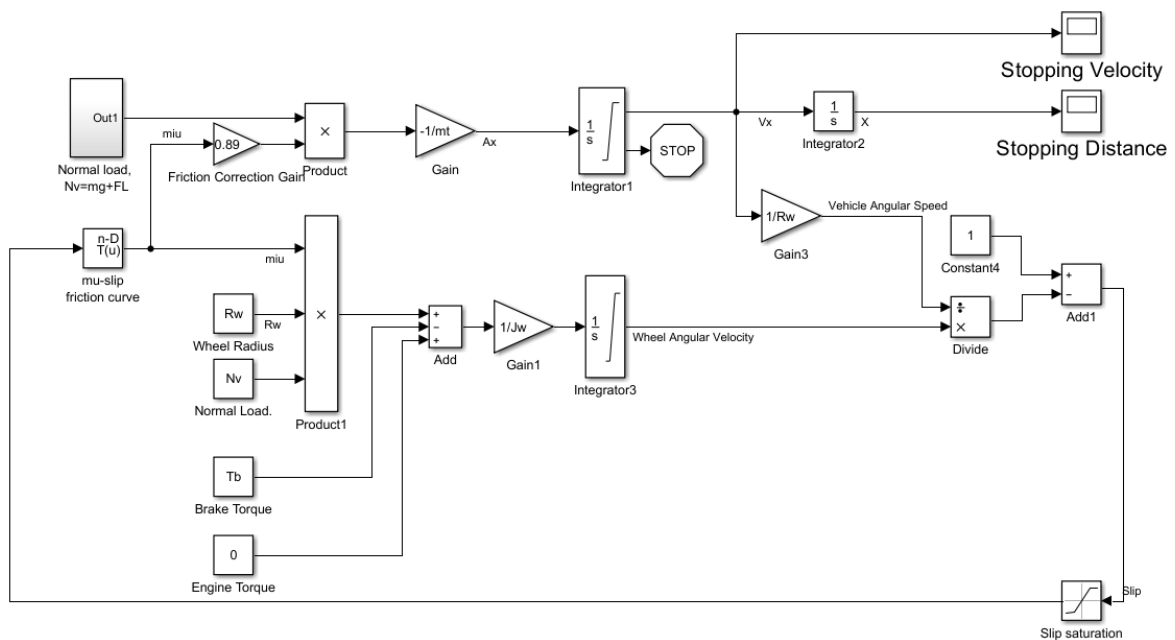 Stopping Velocity
Out1
Normal load,
Nv=mg+FL
miu
0.89
Friction Correction Gain
×
Product
-1/mt
Gain
Ax
1
s
Integrator1
STOP
Vx
1
s
Integrator2
X
Stopping Distance
1/Rw
Gain3
Vehicle Angular Speed
1
Constant4
+
−
Add1
n-D
T(u)
mu-slip
friction curve
miu
Rw
Wheel Radius
Rw
Nv
Normal Load.
×
Product1
+
−
+
Add
1/Jw
Gain1
1
s
Integrator3
Wheel Angular Velocity
÷
×
Divide
Tb
Brake Torque
0
Engine Torque
Slip
Slip saturation